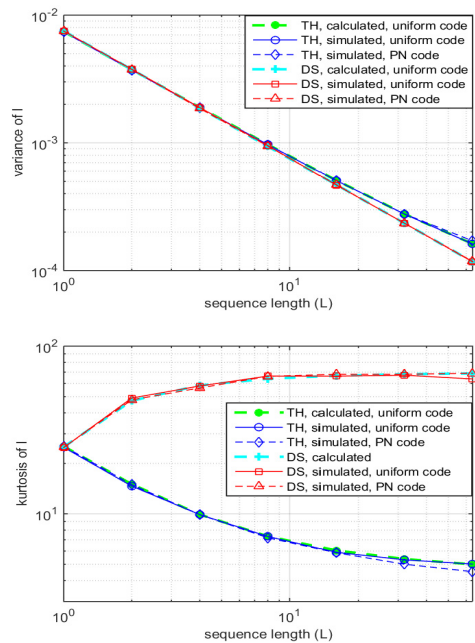 10^-2
TH, calculated, uniform code
TH, simulated, uniform code
TH, simulated, PN code
DS, calculated, uniform code
DS, simulated, uniform code
DS, simulated, PN code
variance of I
10^-3
10^-4
10^0
10^1
sequence length (L)
10^2
TH, calculated, uniform code
TH, simulated, uniform code
TH, simulated, PN code
DS, calculated
DS, simulated, uniform code
DS, simulated, PN code
kurtosis of I
10^1
10^0
10^1
sequence length (L)